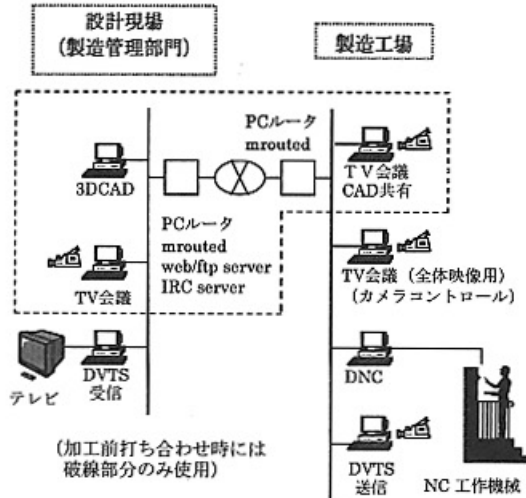 設計現場
(製造管理部門)
製造工場
PCルータ
mrouted
3DCAD
TV会議
CAD共有
PCルータ
mrouted
web/ftp server
IRC server
TV会議
TV会議(全体映像用)
(カメラコントロール)
テレビ
DVTS
受信
DNC
(加工前打ち合わせ時には
破線部分のみ使用)
DVTS
送信
NC工作機械